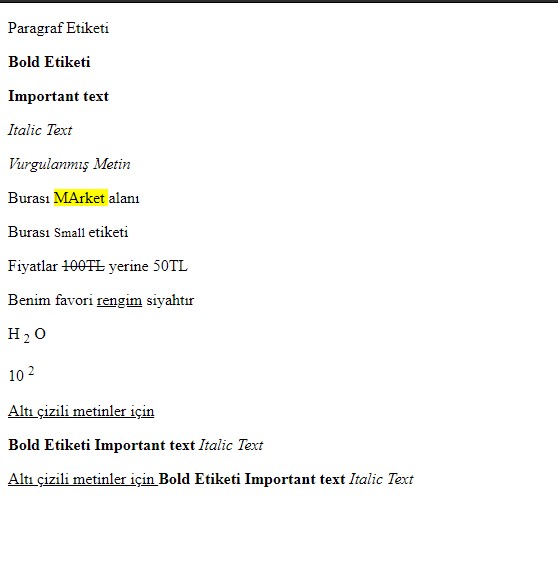 Paragraf Etiketi
Bold Etiketi
Important text
Italic Text
Vurgulanmış Metin
Burası MArket alanı
Burası Small etiketi
Fiyatlar 100TL yerine 50TL
Benim favori rengim siyahtır
H 2 O
10 2
Altı çizili metinler için
Bold Etiketi Important text Italic Text
Altı çizili metinler için Bold Etiketi Important text Italic Text